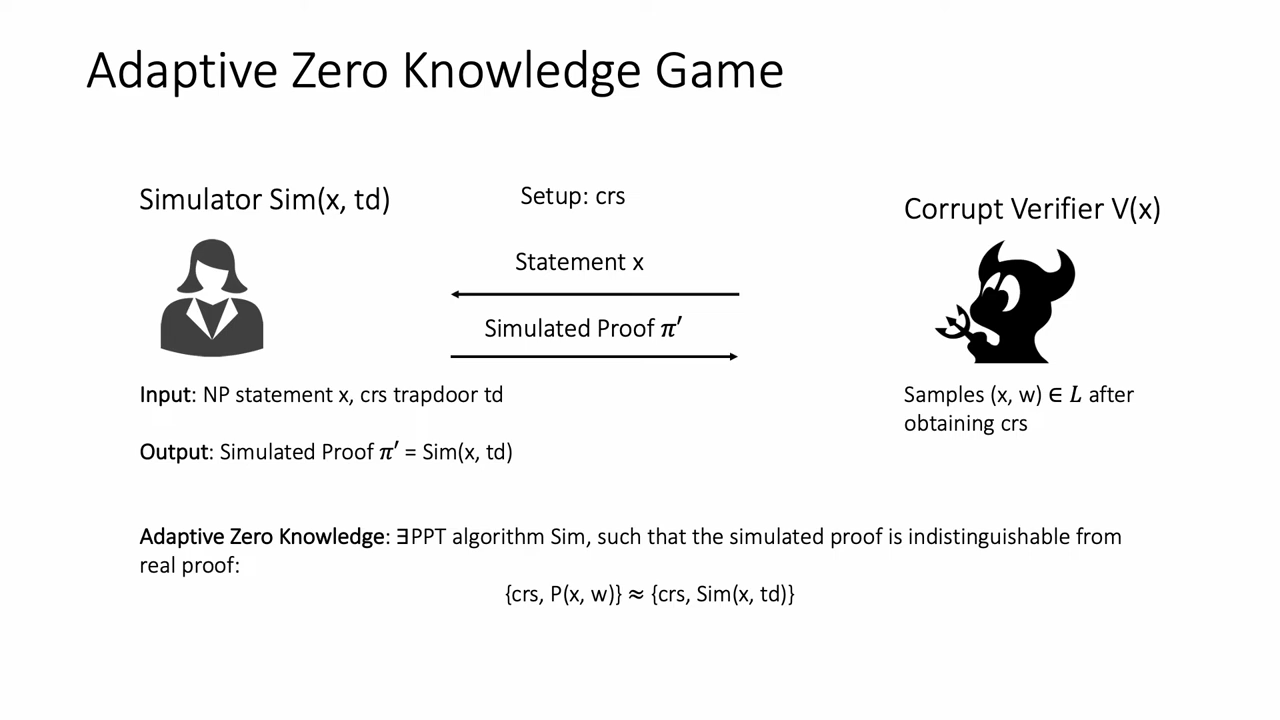 Adaptive Zero Knowledge Game
Simulator Sim(x, td)
Setup: crs
Corrupt Verifier V(x)
Statement x
Simulated Proof π′
Input: NP statement x, crs trapdoor td
Output: Simulated Proof π′ = Sim(x, td)
Samples (x, w) ∈ L after
obtaining crs
Adaptive Zero Knowledge: ∃PPT algorithm Sim, such that the simulated proof is indistinguishable from
real proof:
{crs, P(x, w)} ≈ {crs, Sim(x, td)}